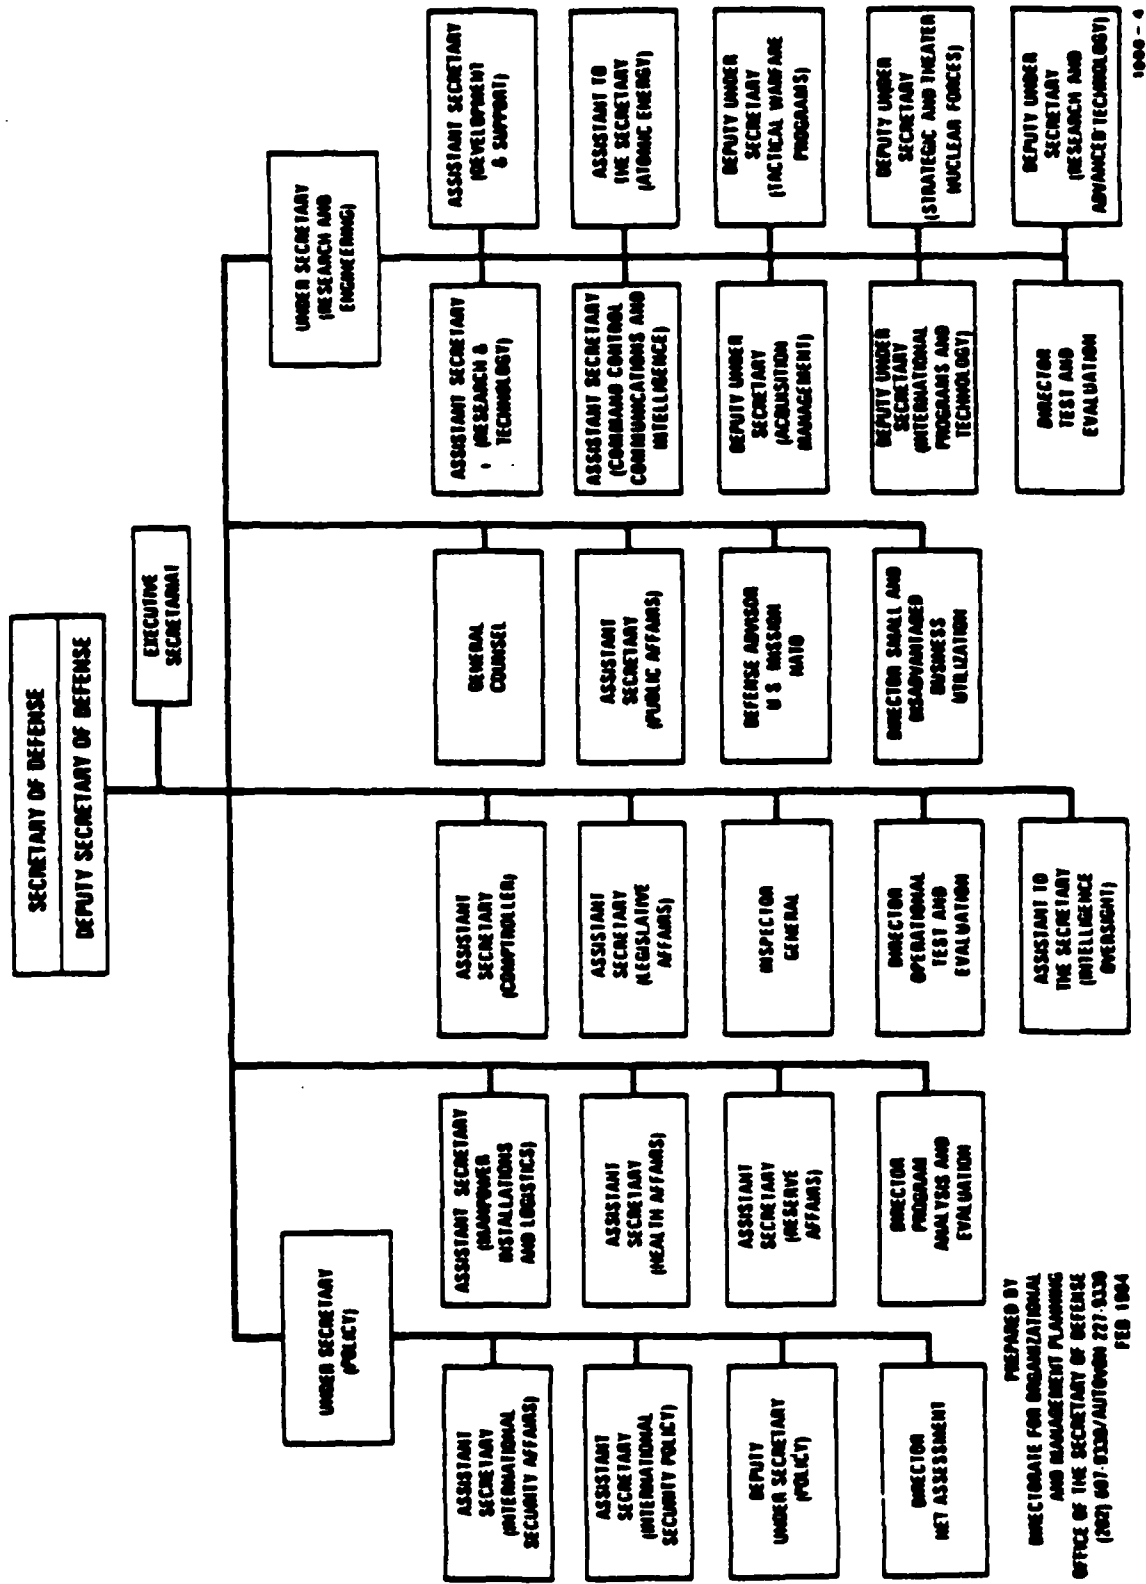 SECRETARY OF DEFENSE
DEPUTY SECRETARY OF DEFENSE
EXECUTIVE
SECRETARIAT
UNDER SECRETARY
(POLICY)
ASSISTANT
SECRETARY
(INTERNATIONAL
SECURITY AFFAIRS)
ASSISTANT
SECRETARY
(INTERNATIONAL
SECURITY POLICY)
DEPUTY
UNDER SECRETARY
(POLICY)
DIRECTOR
NET ASSESSMENT
ASSISTANT SECRETARY
(MANPOWER
INSTALLATIONS
AND LOGISTICS)
ASSISTANT
SECRETARY
(HEALTH AFFAIRS)
ASSISTANT
SECRETARY
(RESERVE
AFFAIRS)
DIRECTOR
PROGRAM
ANALYSIS AND
EVALUATION
ASSISTANT
SECRETARY
(COMPTROLLER)
ASSISTANT
SECRETARY
(LEGISLATIVE
AFFAIRS)
INSPECTOR
GENERAL
DIRECTOR
OPERATIONAL
TEST AND
EVALUATION
ASSISTANT TO
THE SECRETARY
(INTELLIGENCE
OVERSIGHT)
GENERAL
COUNSEL
ASSISTANT
SECRETARY
(PUBLIC AFFAIRS)
DEFENSE ADVISOR
U S MISSION
NATO
DIRECTOR SMALL AND
DISADVANTAGED
BUSINESS
UTILIZATION
UNDER SECRETARY
(RESEARCH AND
ENGINEERING)
ASSISTANT SECRETARY
(RESEARCH &
TECHNOLOGY)
ASSISTANT SECRETARY
(DEVELOPMENT
& SUPPORT)
ASSISTANT SECRETARY
(COMMAND CONTROL
COMMUNICATIONS AND
INTELLIGENCE)
ASSISTANT TO
THE SECRETARY
(ATOMIC ENERGY)
DEPUTY UNDER
SECRETARY
(ACQUISITION
MANAGEMENT)
DEPUTY UNDER
SECRETARY
(TACTICAL WARFARE
PROGRAMS)
DEPUTY UNDER
SECRETARY
(INTERNATIONAL
PROGRAMS AND
TECHNOLOGY)
DEPUTY UNDER
SECRETARY
(STRATEGIC AND THEATER
NUCLEAR FORCES)
DIRECTOR
TEST AND
EVALUATION
DEPUTY UNDER
SECRETARY
(RESEARCH AND
ADVANCED TECHNOLOGY)
PREPARED BY
DIRECTORATE FOR ORGANIZATIONAL
AND MANAGEMENT PLANNING
OFFICE OF THE SECRETARY OF DEFENSE
(202) AUTOVON
FEB 1984